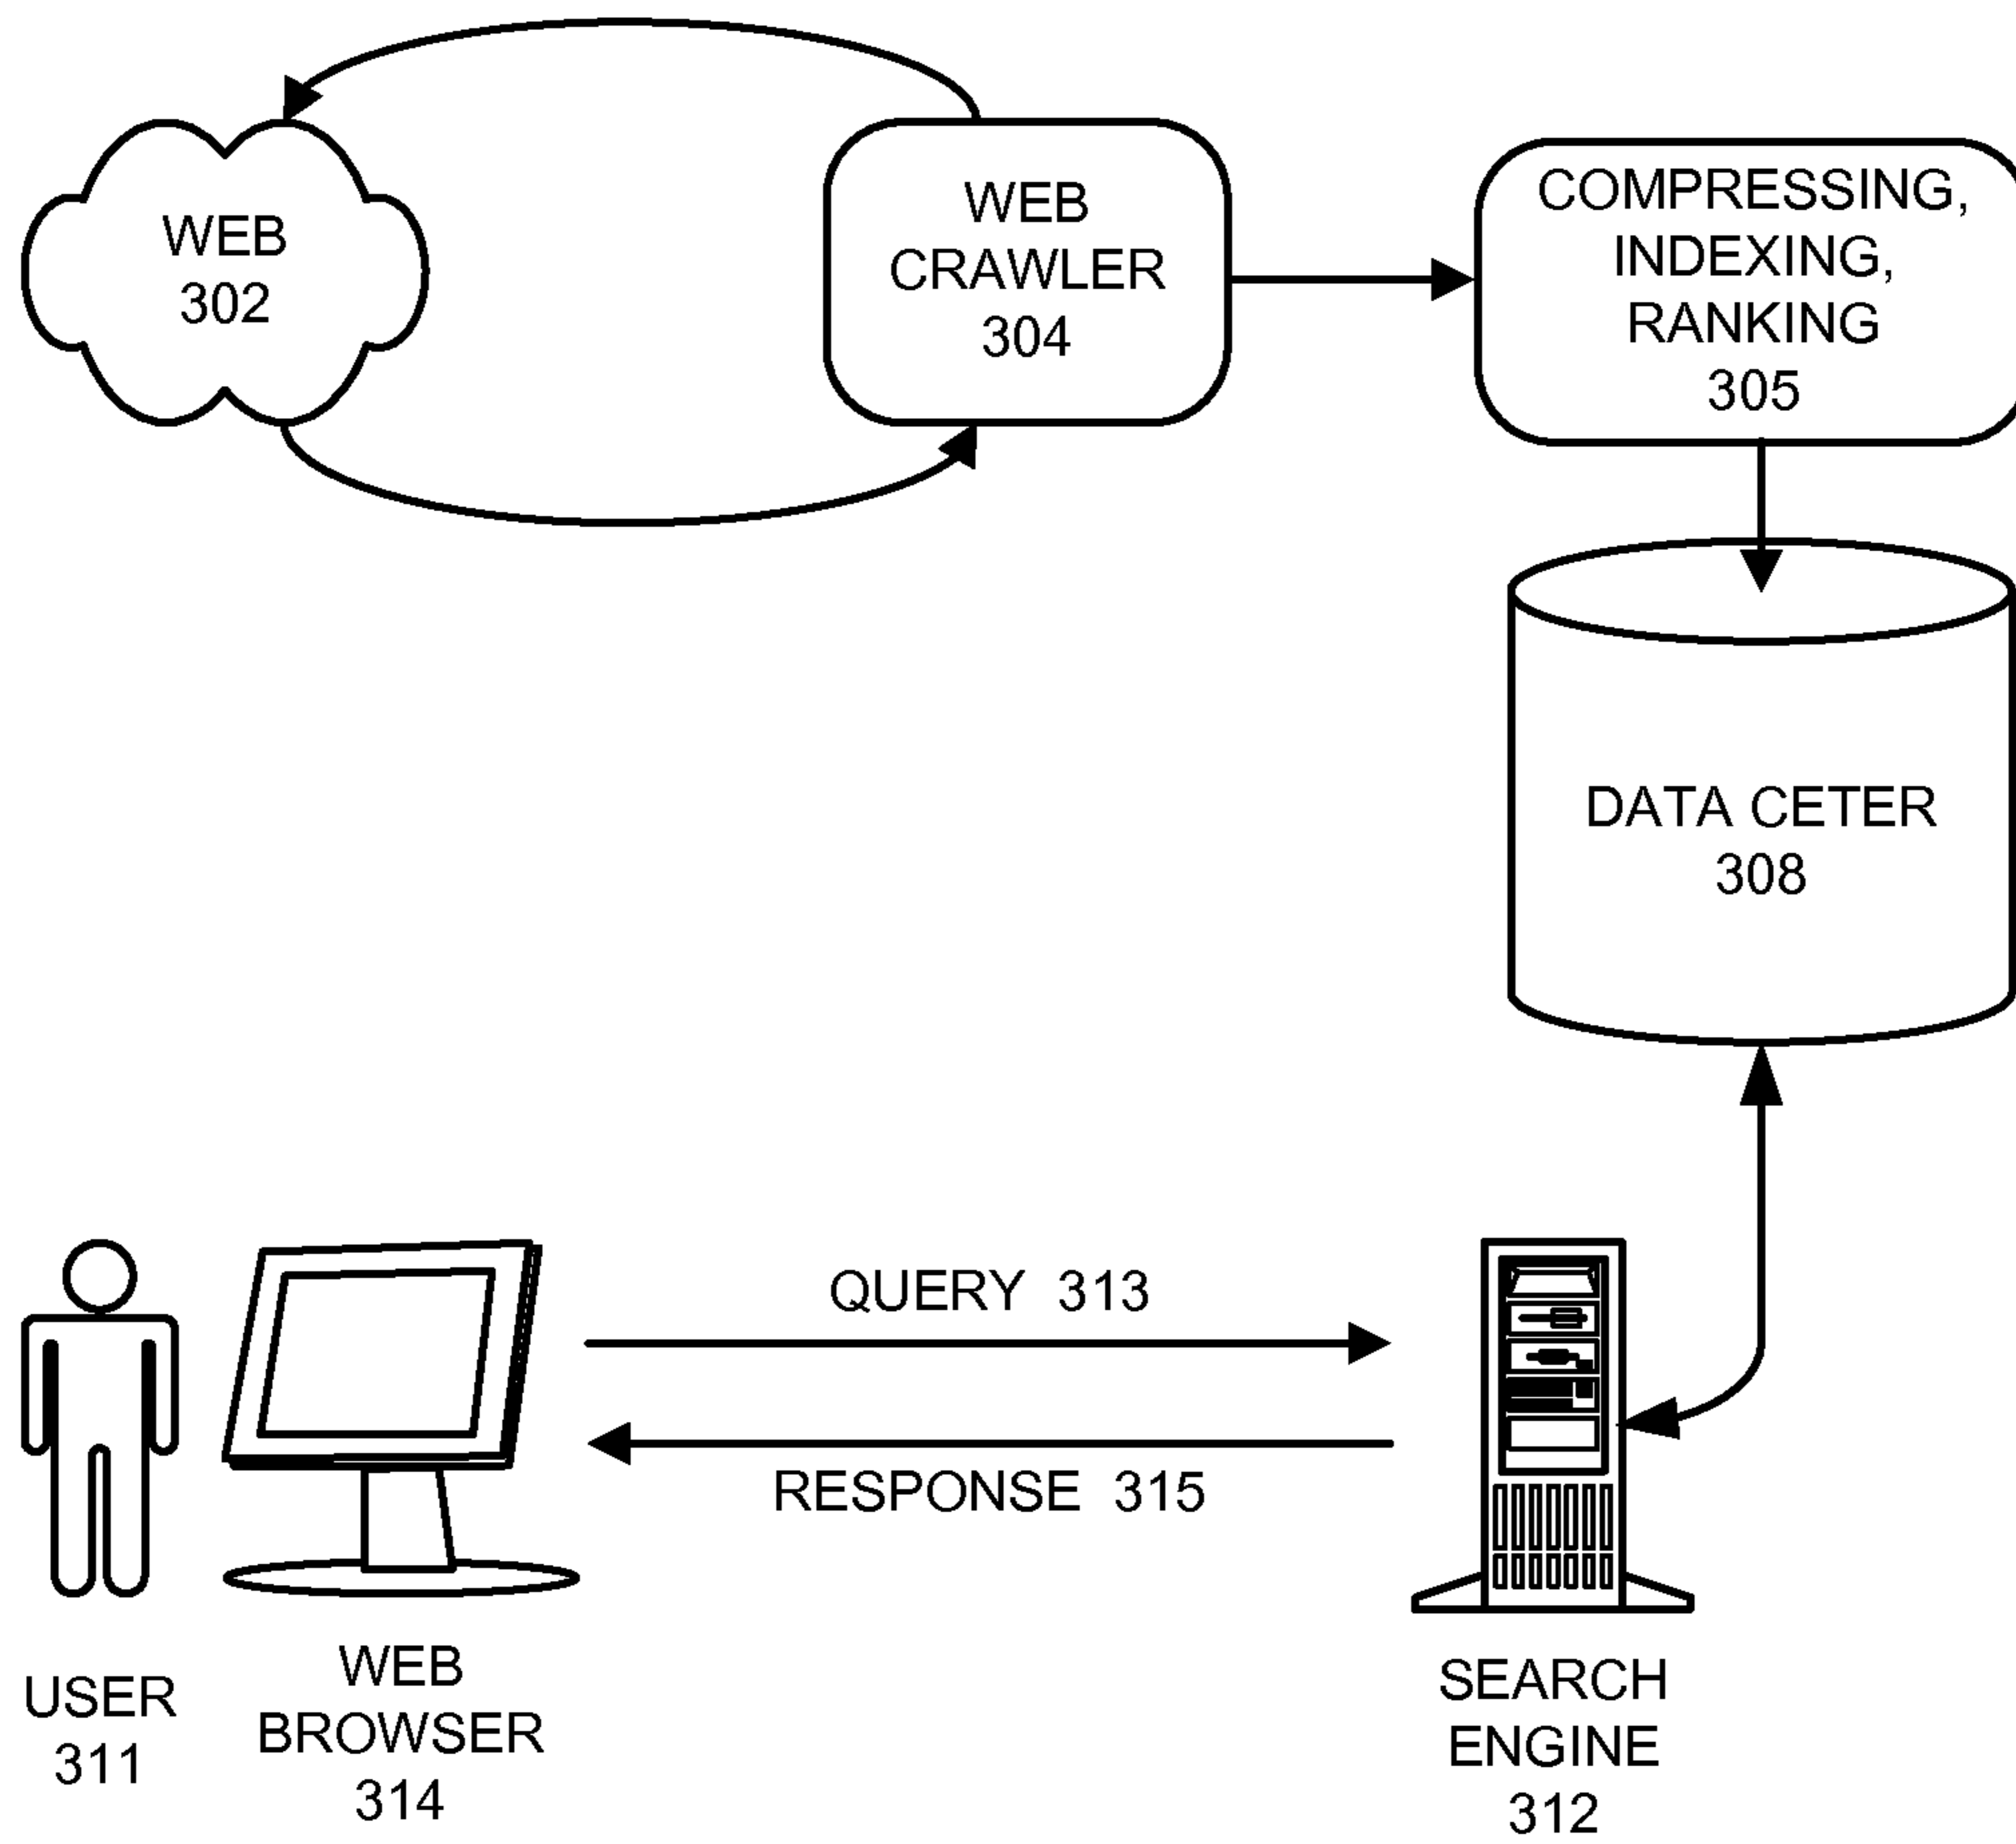 WEB
302
WEB
CRAWLER
304
COMPRESSING,
INDEXING,
RANKING
305
DATA CETER
308
QUERY 313
RESPONSE 315
USER
311
WEB
BROWSER
314
SEARCH
ENGINE
312